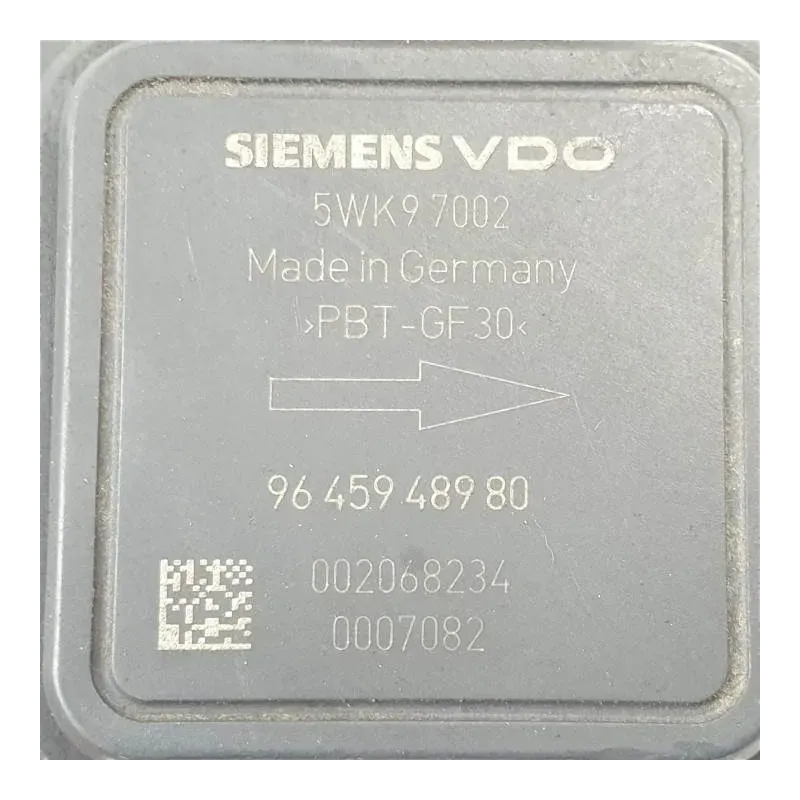 SIEMENS VDO
5WK9 7002
Made in Germany
>PBT-GF30<
96 459 489 80
002068234
0007082